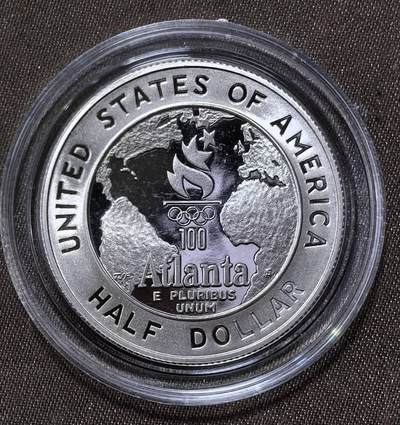 UNITED STATES OF AMERICA
100
Atlanta
E PLURIBUS
UNUM
HALF DOLLAR